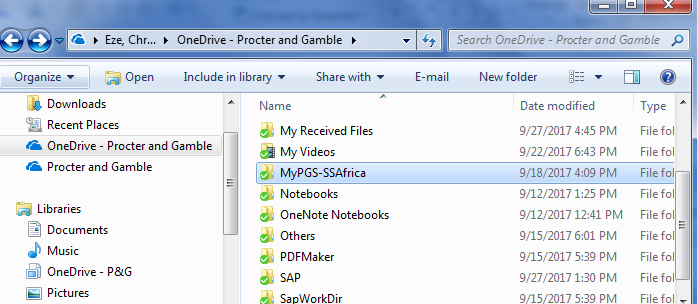 Eze, Chr... OneDrive - Procter and Gamble Search OneDrive - Procter and Gamble
Organize Open Include in library Share with E-mail New folder
Downloads
Recent Places
OneDrive - Procter and Gamble
Procter and Gamble
Libraries
Documents
Music
OneDrive - P&G
Pictures
Name Date modified Type
My Received Files 9/27/2017 4:45 PM File fol
My Videos 9/22/2017 6:43 PM File fol
MyPGS-SSAfrica 9/18/2017 4:09 PM File fol
Notebooks 9/12/2017 1:25 PM File fol
OneNote Notebooks 9/12/2017 12:41 PM File fol
Others 9/15/2017 6:01 PM File fol
PDFMaker 9/15/2017 5:39 PM File fol
SAP 9/27/2017 1:30 PM File fol
SapWorkDir 9/15/2017 5:39 PM File fol